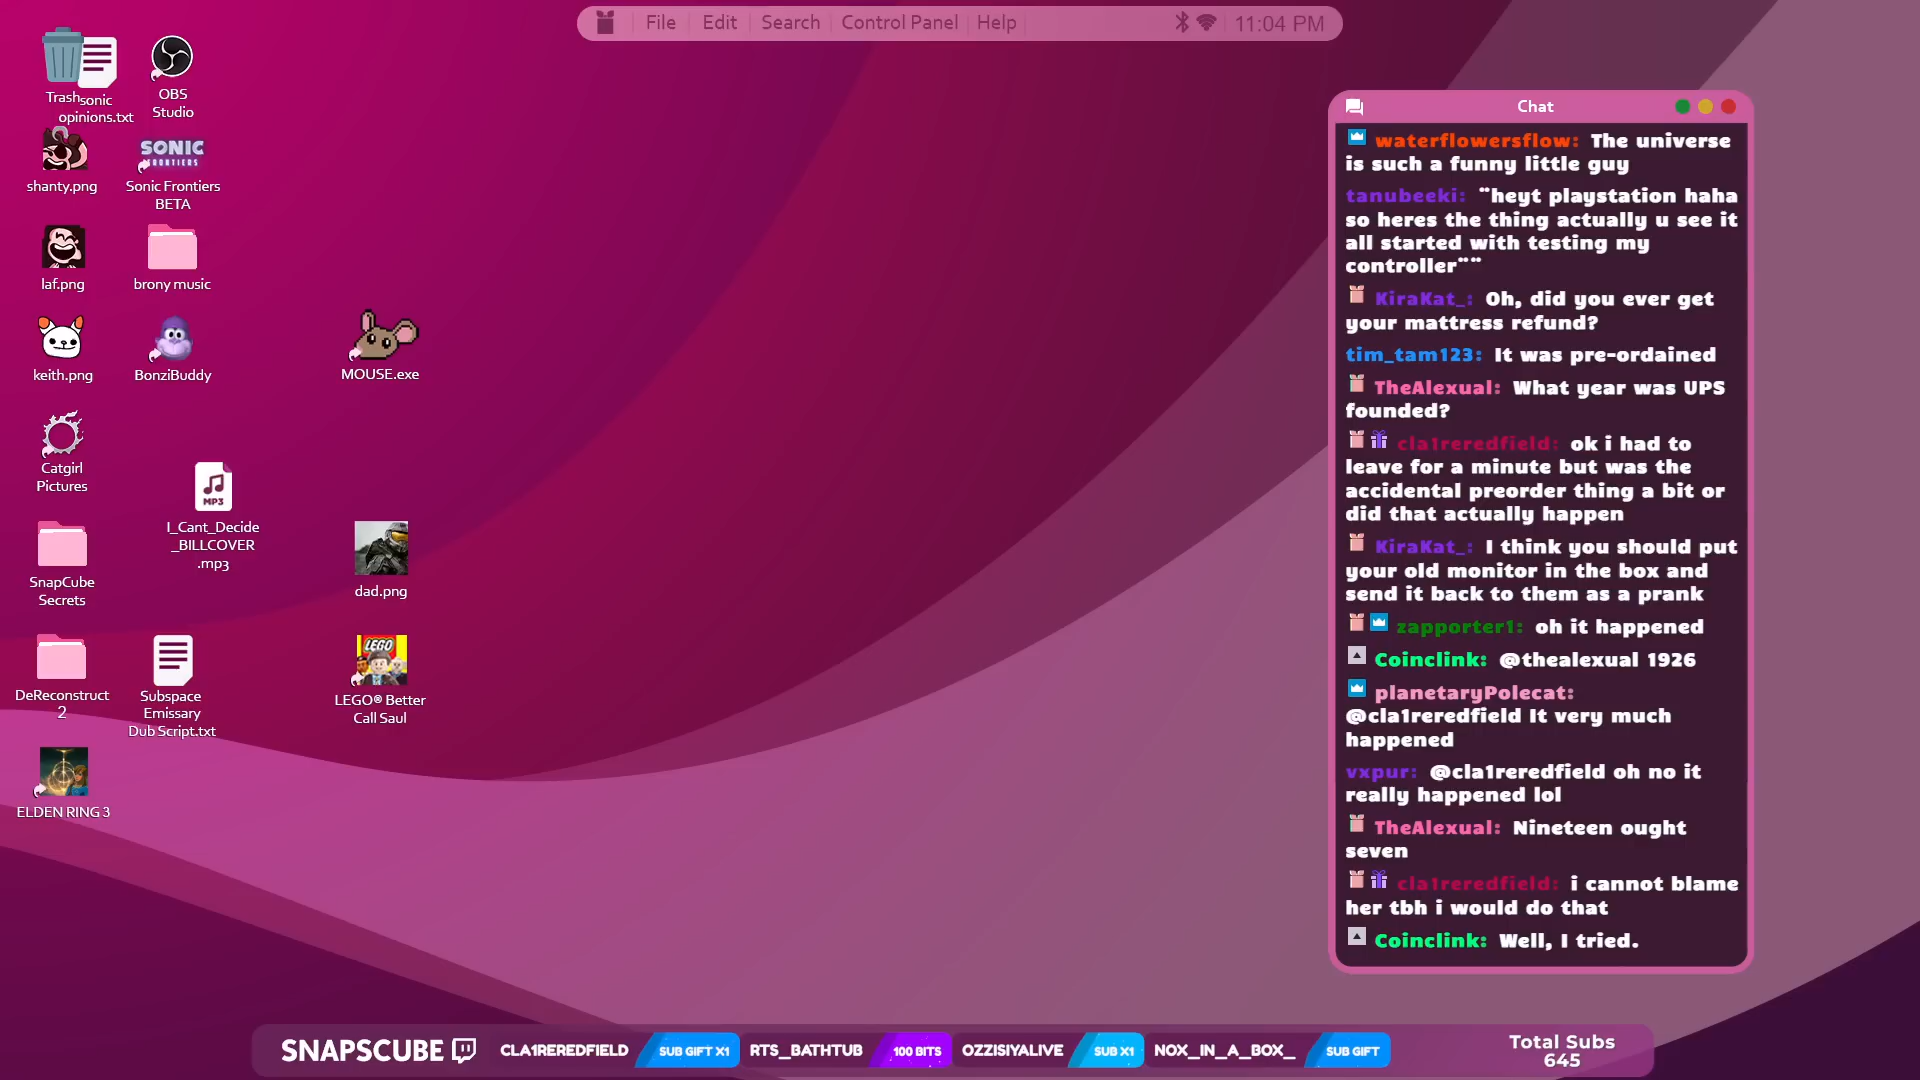 File Edit Search Control Panel Help 11:04 PM
Trash
sonic
opinions.txt
OBS
Studio
shanty.png
SONIC
FRONTIERS
Sonic Frontiers
BETA
laf.png
brony music
keith.png
BonziBuddy
MOUSE.exe
Catgirl
Pictures
MP3
I_Cant_Decide
_BILLCOVER
.mp3
dad.png
SnapCube
Secrets
DeReconstruct
2
Subspace
Emissary
Dub Script.txt
LEGO
LEGO® Better
Call Saul
ELDEN RING 3
Chat
waterflowersflow: The universe
is such a funny little guy
tanubeeki: "heyt playstation haha
so heres the thing actually u see it
all started with testing my
controller""
KiraKat_: Oh, did you ever get
your mattress refund?
tim_tam123: It was pre-ordained
TheAlexual: What year was UPS
founded?
cla1reredfield: ok i had to
leave for a minute but was the
accidental preorder thing a bit or
did that actually happen
KiraKat_: I think you should put
your old monitor in the box and
send it back to them as a prank
zapporter1: oh it happened
Coinclink: @thealexual 1926
planetaryPolecat:
@cla1reredfield It very much
happened
vxpur: @cla1reredfield oh no it
really happened lol
TheAlexual: Nineteen ought
seven
cla1reredfield: i cannot blame
her tbh i would do that
Coinclink: Well, I tried.
SNAPSCUBE CLA1REREDFIELD SUB GIFT X1 RTS_BATHTUB 100 BITS OZZISIYALIVE SUB X1 NOX_IN_A_BOX_ SUB GIFT
Total Subs
645